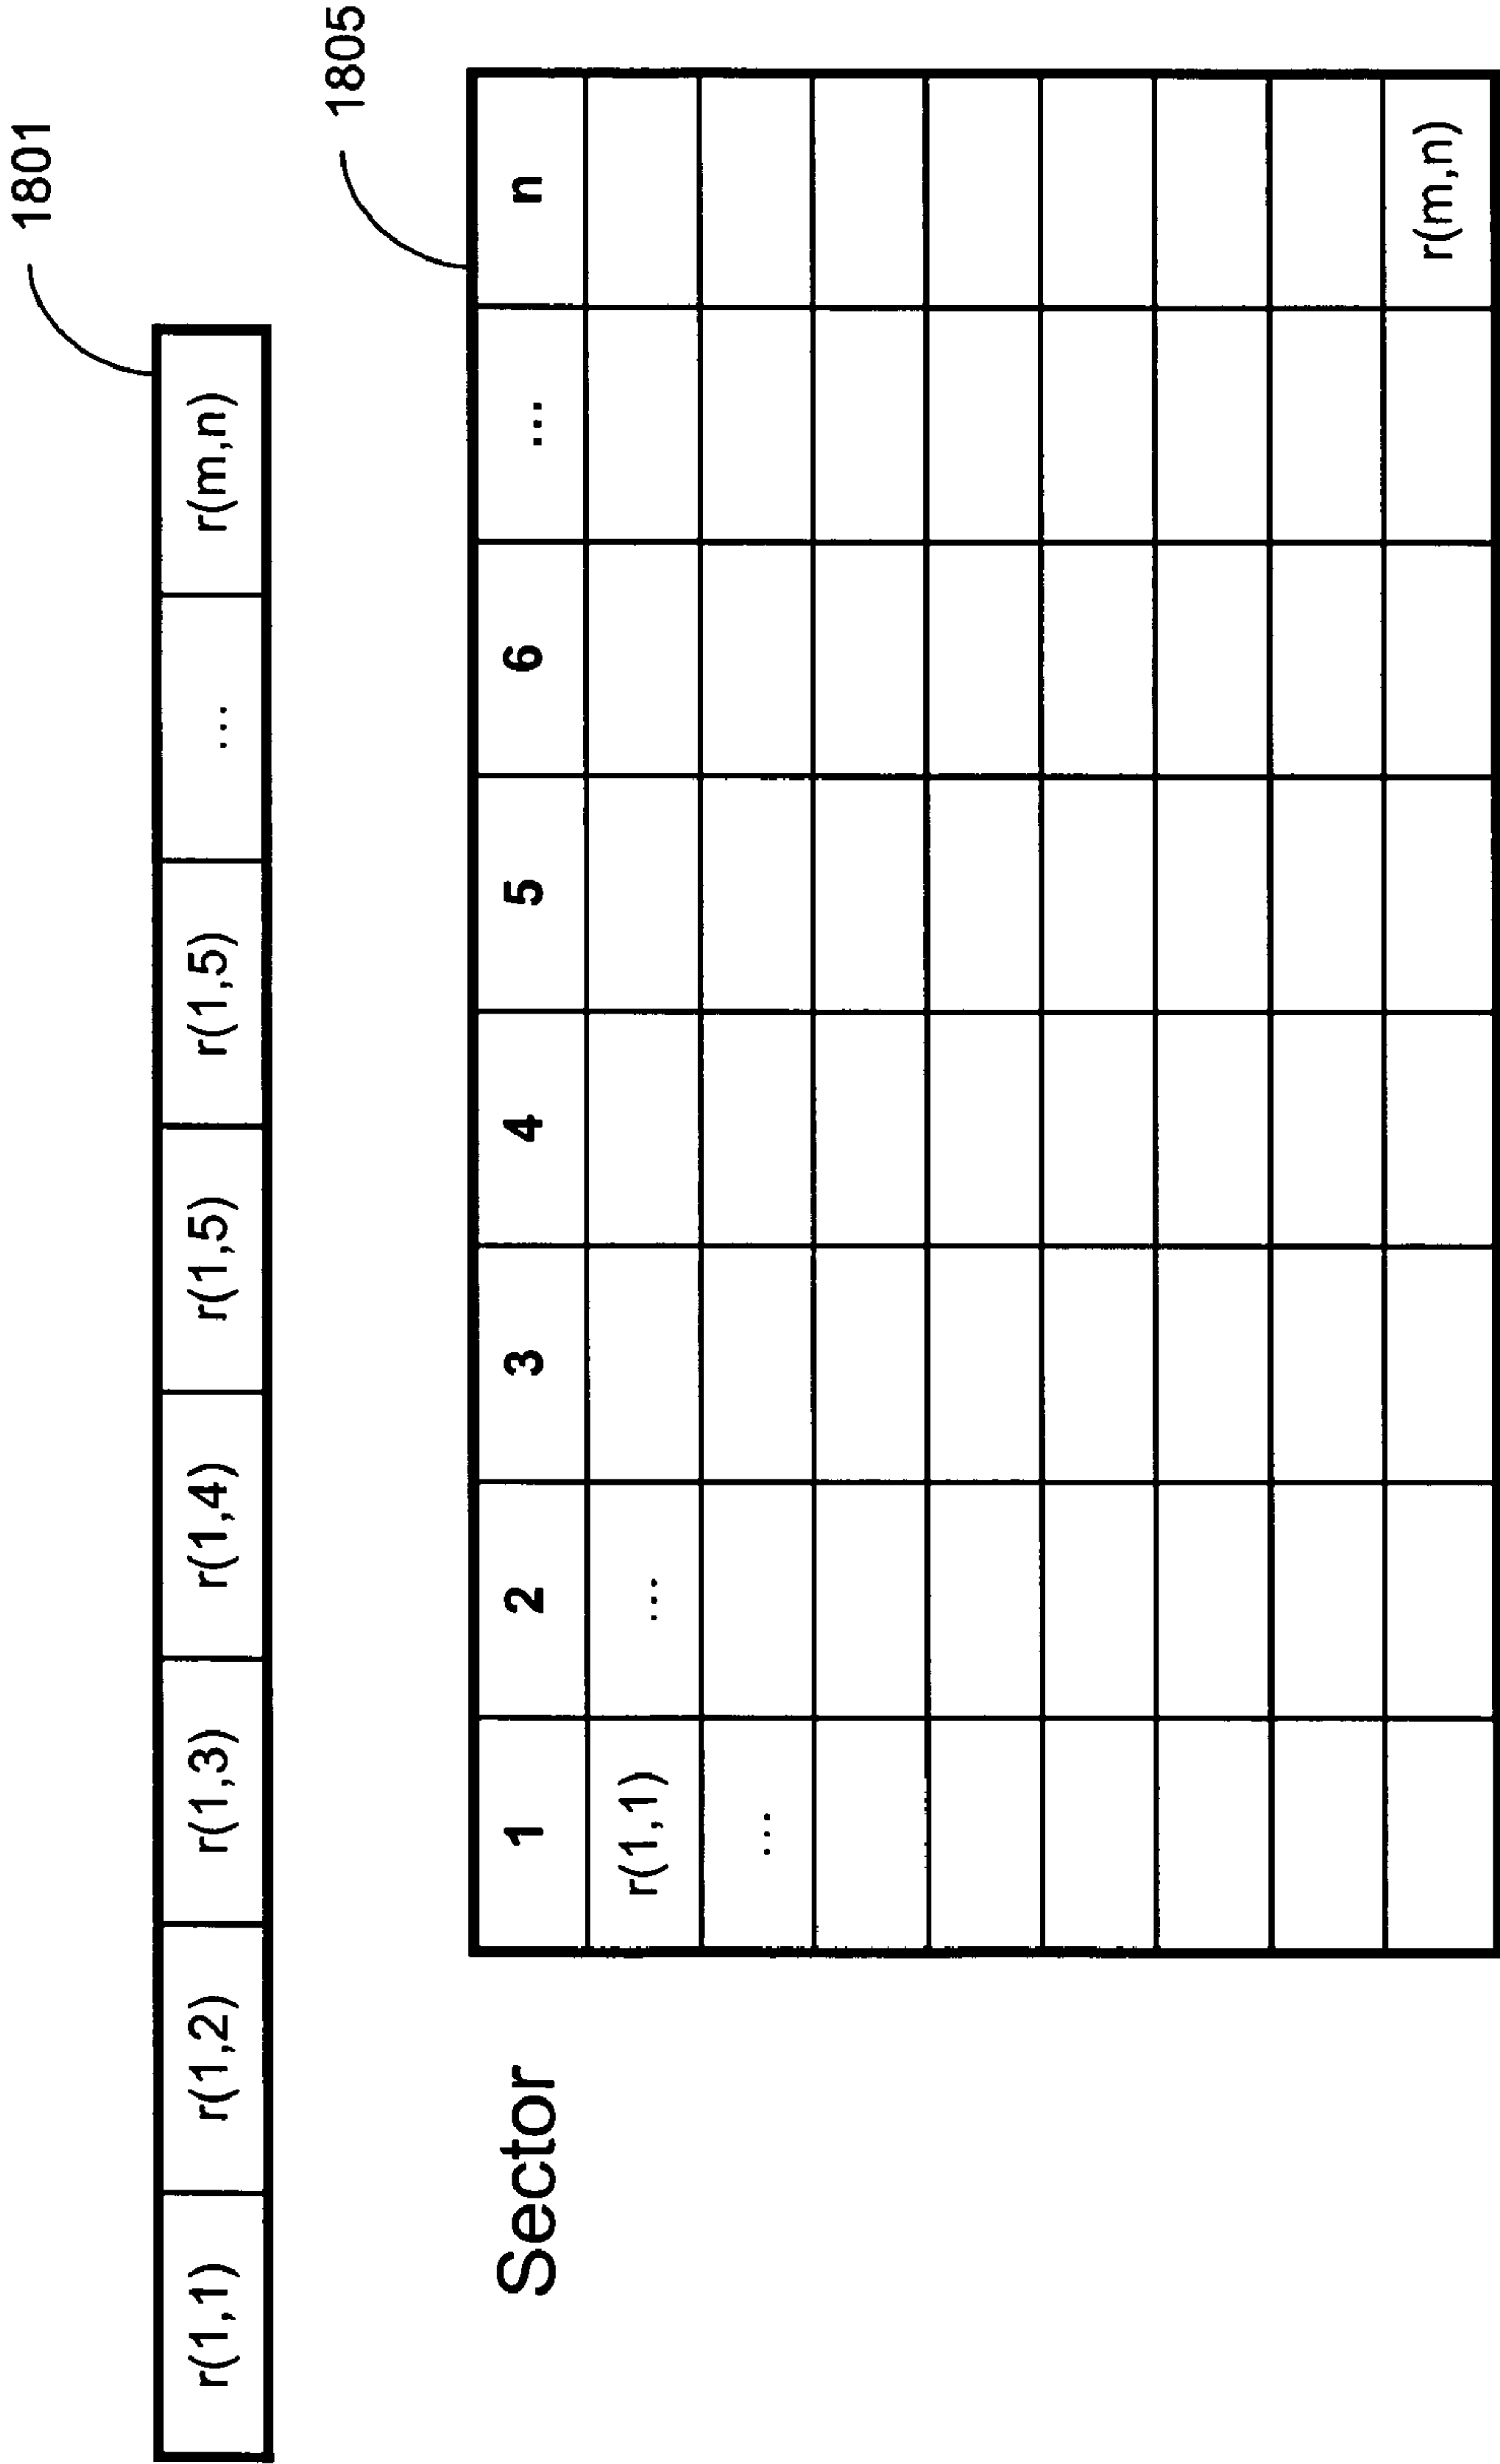 1801
r(1,1) r(1,2) r(1,3) r(1,4) r(1,5) r(1,5) ... r(m,n)
1805
Sector 1 2 3 4 5 6 ... n
r(1,1) ...
...
r(m,n)